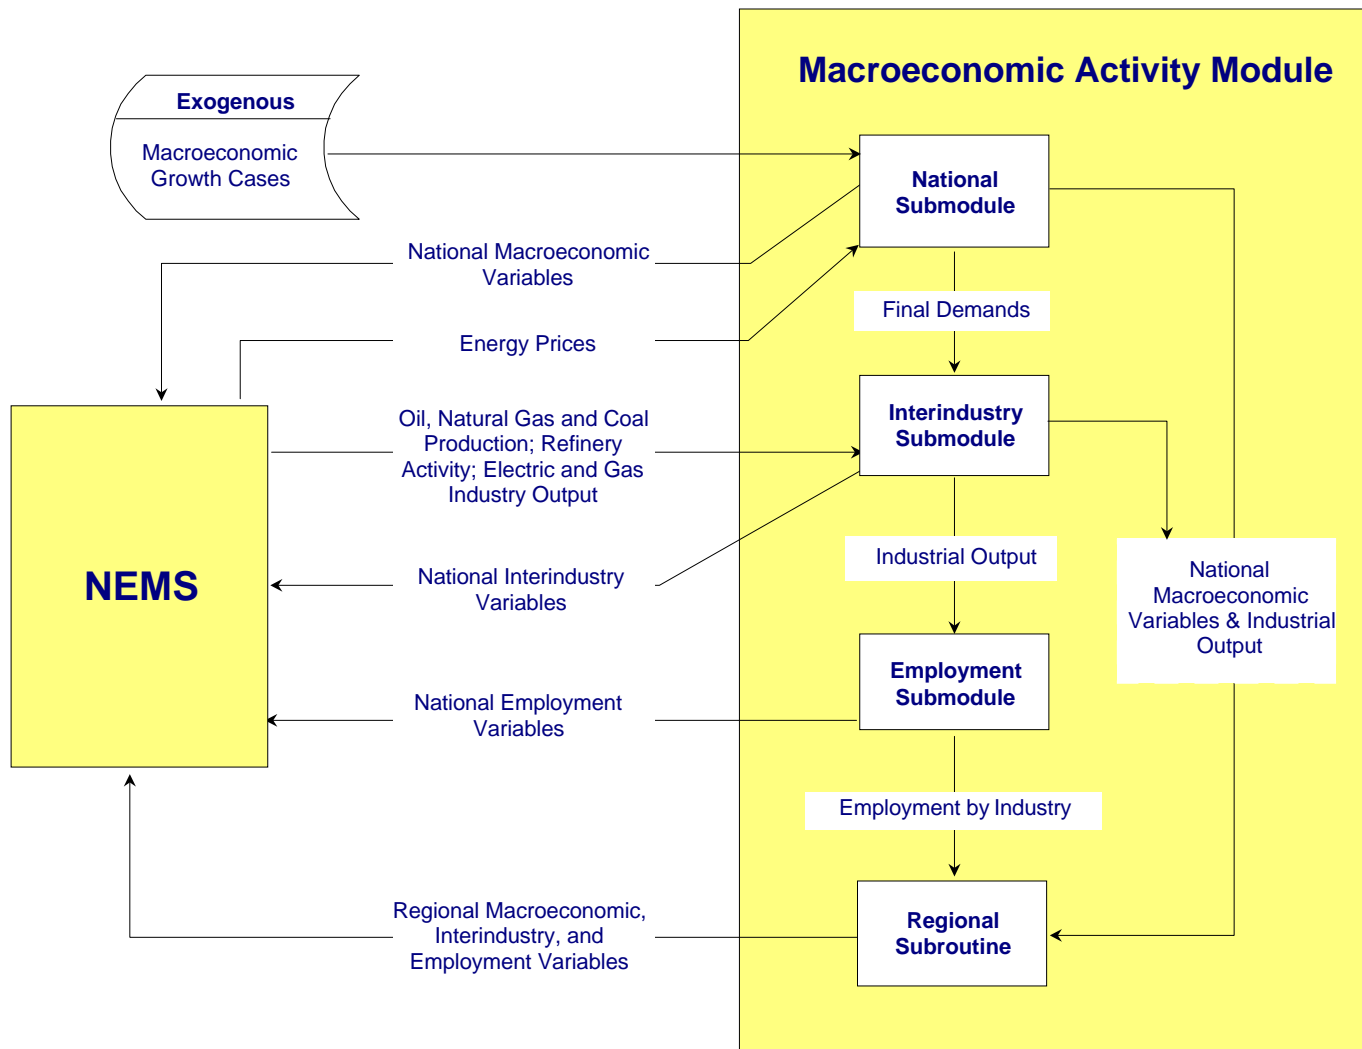 Macroeconomic Activity Module
Exogenous
Macroeconomic
Growth Cases
National
Submodule
National Macroeconomic
Variables
Final Demands
Energy Prices
Interindustry
Submodule
Oil, Natural Gas and Coal
Production; Refinery
Activity; Electric and Gas
Industry Output
NEMS
Industrial Output
National
Macroeconomic
Variables & Industrial
Output
National Interindustry
Variables
Employment
Submodule
National Employment
Variables
Employment by Industry
Regional Macroeconomic,
Interindustry, and
Employment Variables
Regional
Subroutine